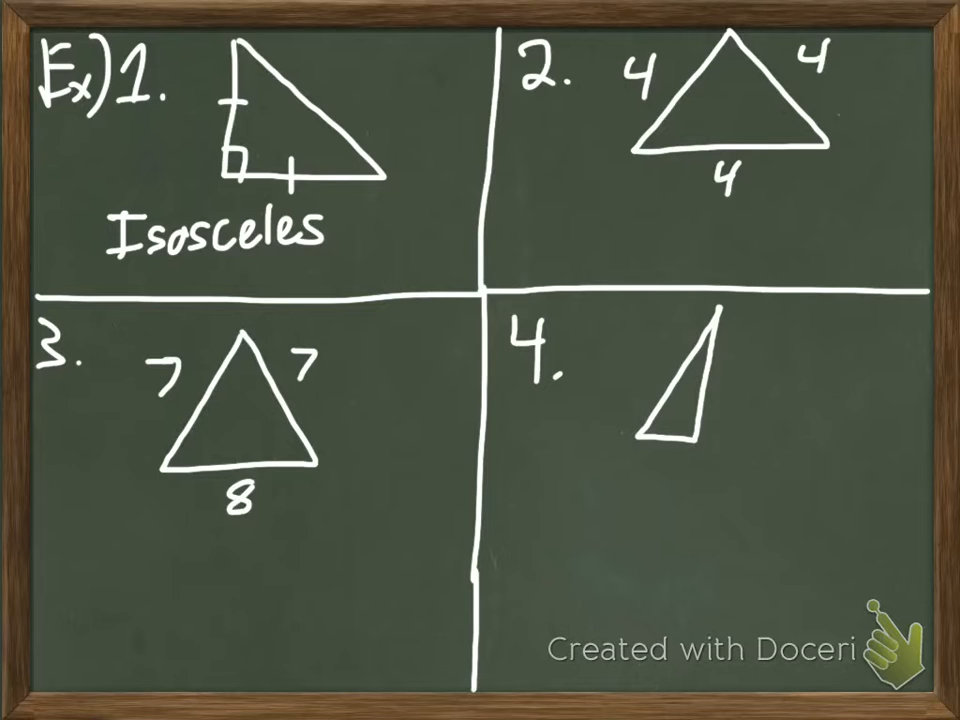 Ex) 1.
Isosceles
2.
4 4
4
3.
7 7
8
4.
Created with Doceri